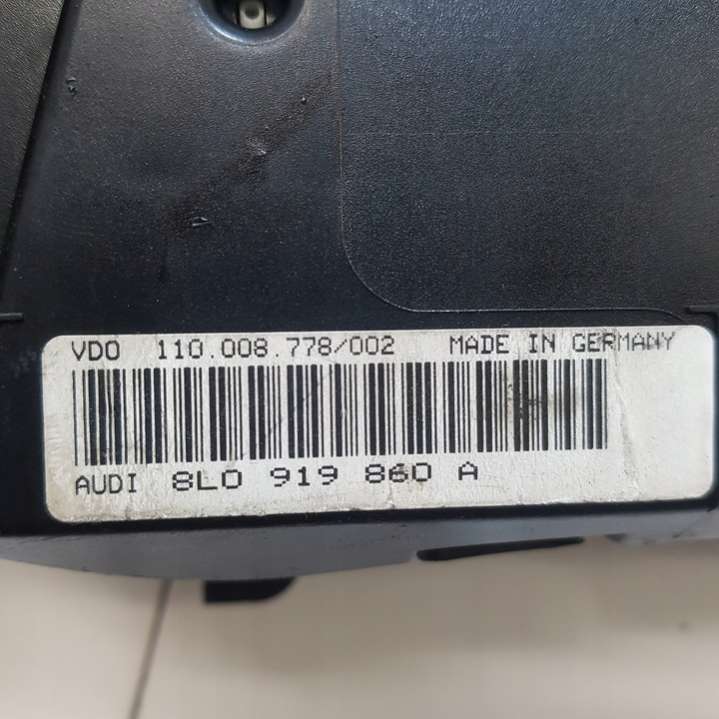 VDO 110.008.778/002 MADE IN GERMANY
AUDI 8L0 919 860 A